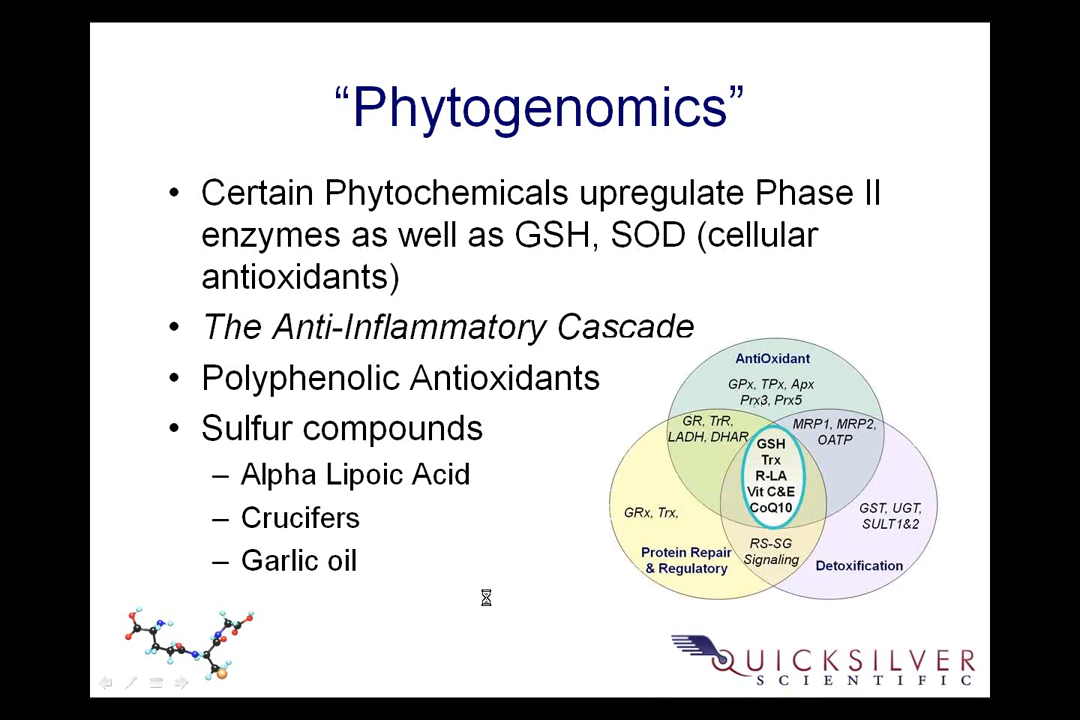 “Phytogenomics”
• Certain Phytochemicals upregulate Phase II
enzymes as well as GSH, SOD (cellular
antioxidants)
• The Anti-Inflammatory Cascade
• Polyphenolic Antioxidants
• Sulfur compounds
– Alpha Lipoic Acid
– Crucifers
– Garlic oil
AntiOxidant
GPx, TPx, Apx
Prx3, Prx5
GR, TrR,
LADH, DHAR
MRP1, MRP2,
OATP
GSH
Trx
R-LA
Vit C&E
CoQ10
GRx, Trx,
GST, UGT,
SULT1&2
Protein Repair
& Regulatory
RS-SG
Signaling
Detoxification
QUICKSILVER
SCIENTIFIC